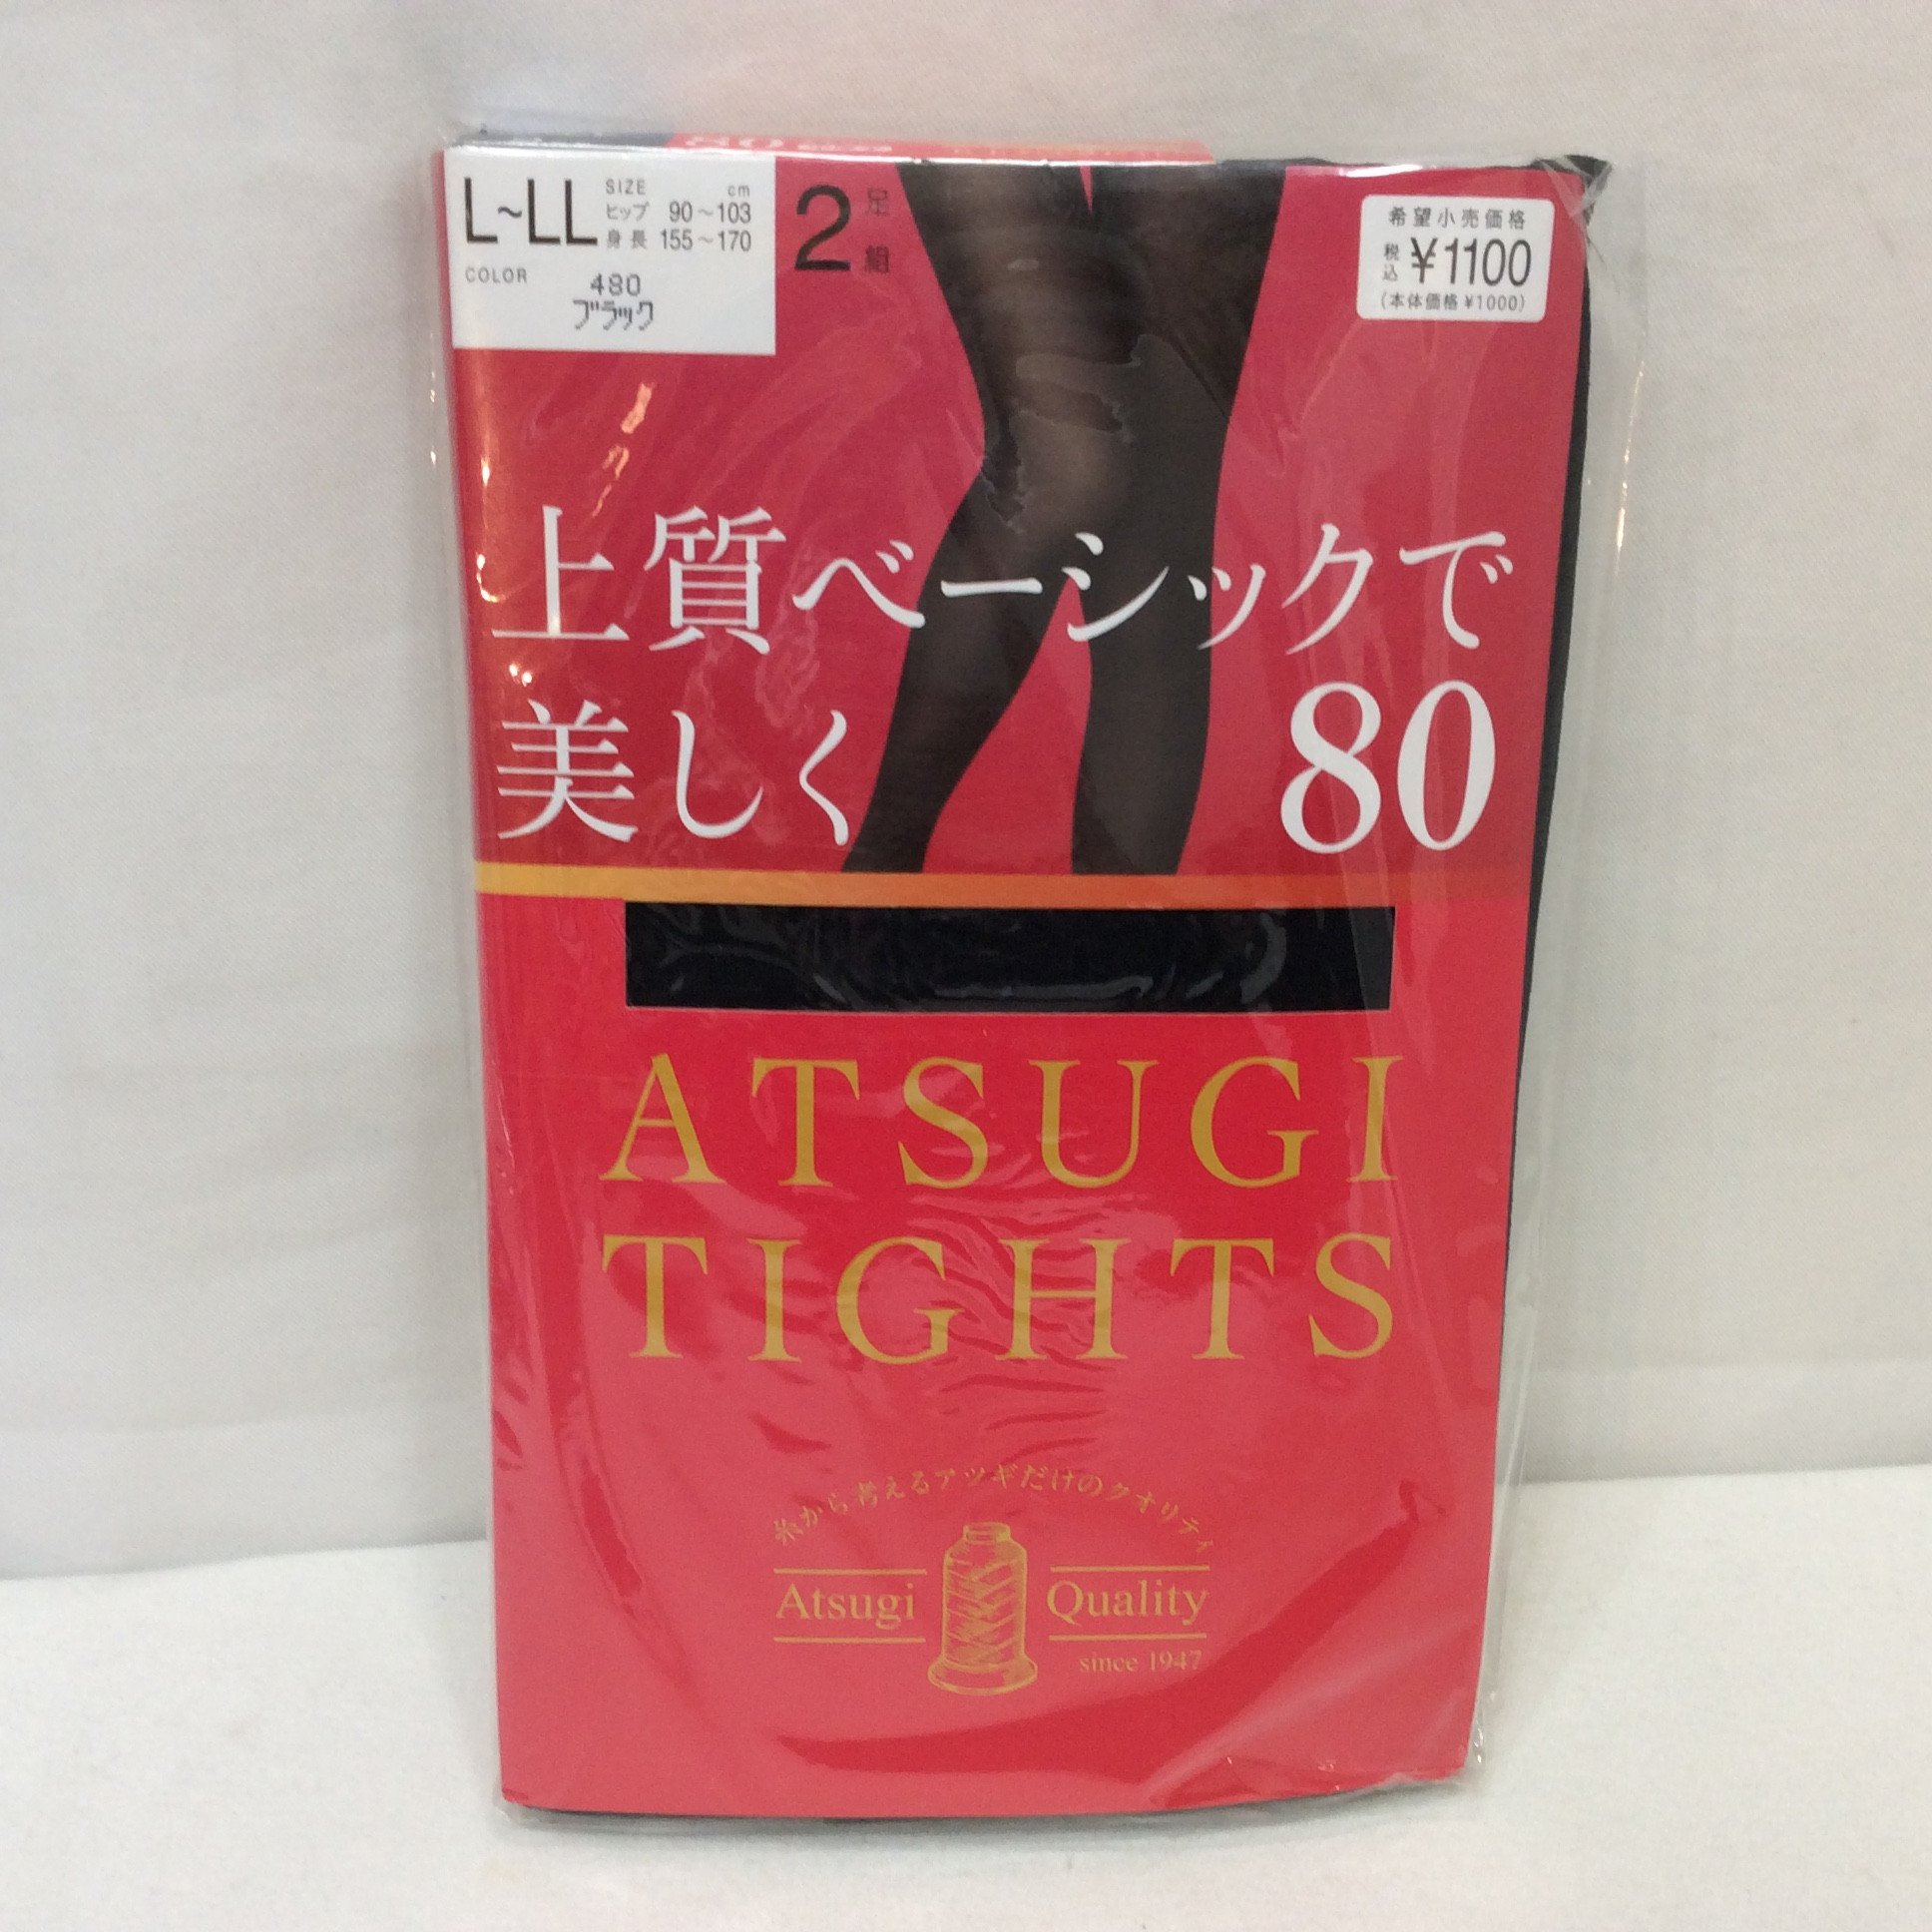 L~LL
SIZE cm
ヒップ 90~103
身長 155~170
COLOR
480
ブラック
2足組
希望小売価格
税込 ¥1100
(本体価格¥1000)
上質ベーシックで
美しく 80
ATSUGI
TIGHTS
糸から考えるアツギだけのクオリティ
Atsugi Quality
since 1947